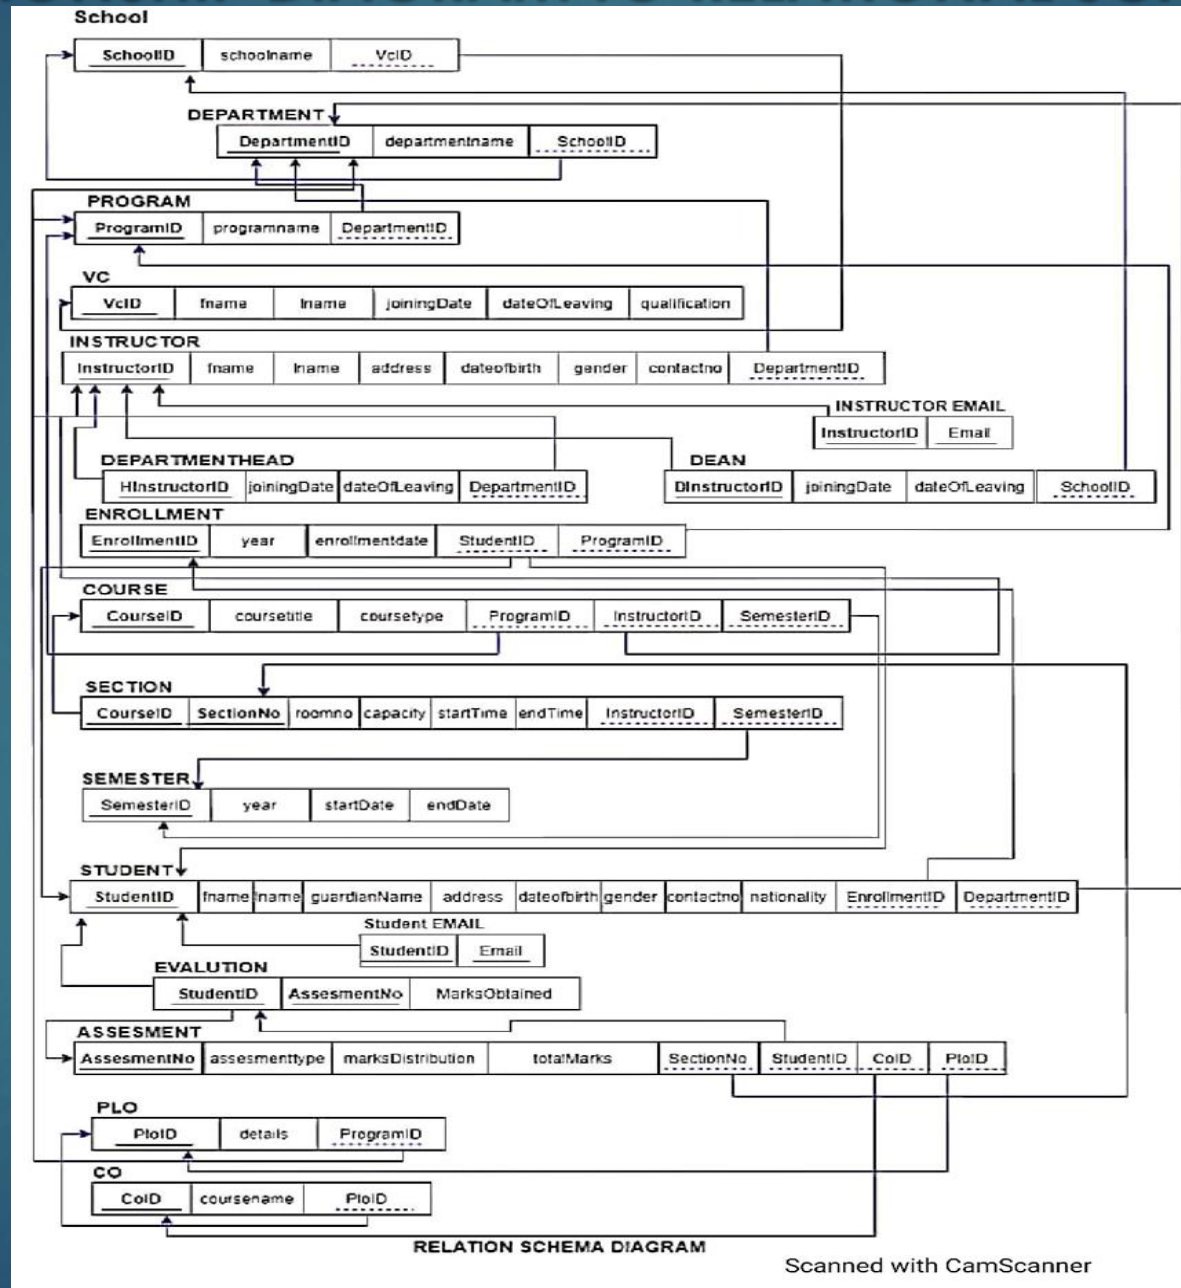 School
SchoolID schoolname VcID
DEPARTMENT
DepartmentID departmentname SchoolID
PROGRAM
ProgramID programname DepartmentID
VC
VcID fname lname joiningDate dateOfLeaving qualification
INSTRUCTOR
InstructorID fname lname address dateofbirth gender contactno DepartmentID
INSTRUCTOR EMAIL
InstructorID Email
DEPARTMENTHEAD
HInstructorID joiningDate dateOfLeaving DepartmentID
DEAN
DInstructorID joiningDate dateOfLeaving SchoolID
ENROLLMENT
EnrollmentID year enrollmentdate StudentID ProgramID
COURSE
CourseID coursetitle coursetype ProgramID InstructorID SemesterID
SECTION
CourseID SectionNo roomno capacity startTime endTime InstructorID SemesterID
SEMESTER
SemesterID year startDate endDate
STUDENT
StudentID fname lname guardianName address dateofbirth gender contactno nationality EnrollmentID DepartmentID
Student EMAIL
StudentID Email
EVALUTION
StudentID AssesmentNo MarksObtained
ASSESMENT
AssesmentNo assesmenttype marksDistribution totalMarks SectionNo StudentID CoID PloID
PLO
PloID details ProgramID
CO
CoID coursename PloID
RELATION SCHEMA DIAGRAM
Scanned with CamScanner